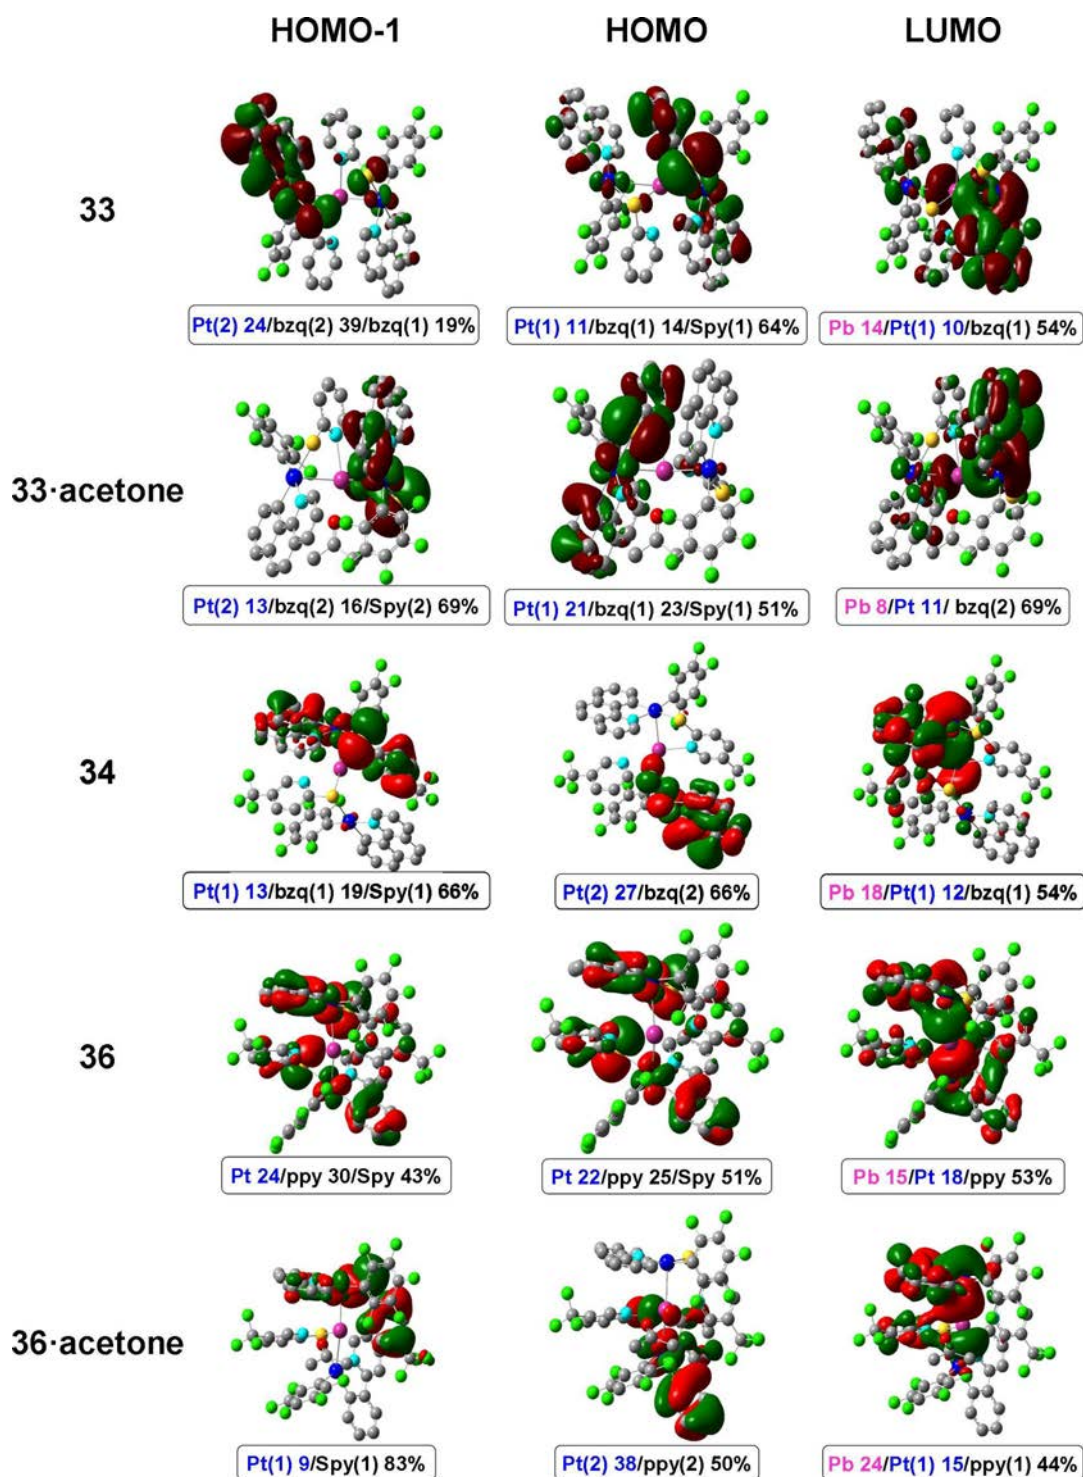 HOMO-1 HOMO LUMO
33
Pt(2) 24/bzq(2) 39/bzq(1) 19% Pt(1) 11/bzq(1) 14/Spy(1) 64% Pb 14/Pt(1) 10/bzq(1) 54%
33·acetone
Pt(2) 13/bzq(2) 16/Spy(2) 69% Pt(1) 21/bzq(1) 23/Spy(1) 51% Pb 8/Pt 11/ bzq(2) 69%
34
Pt(1) 13/bzq(1) 19/Spy(1) 66% Pt(2) 27/bzq(2) 66% Pb 18/Pt(1) 12/bzq(1) 54%
36
Pt 24/ppy 30/Spy 43% Pt 22/ppy 25/Spy 51% Pb 15/Pt 18/ppy 53%
36·acetone
Pt(1) 9/Spy(1) 83% Pt(2) 38/ppy(2) 50% Pb 24/Pt(1) 15/ppy(1) 44%